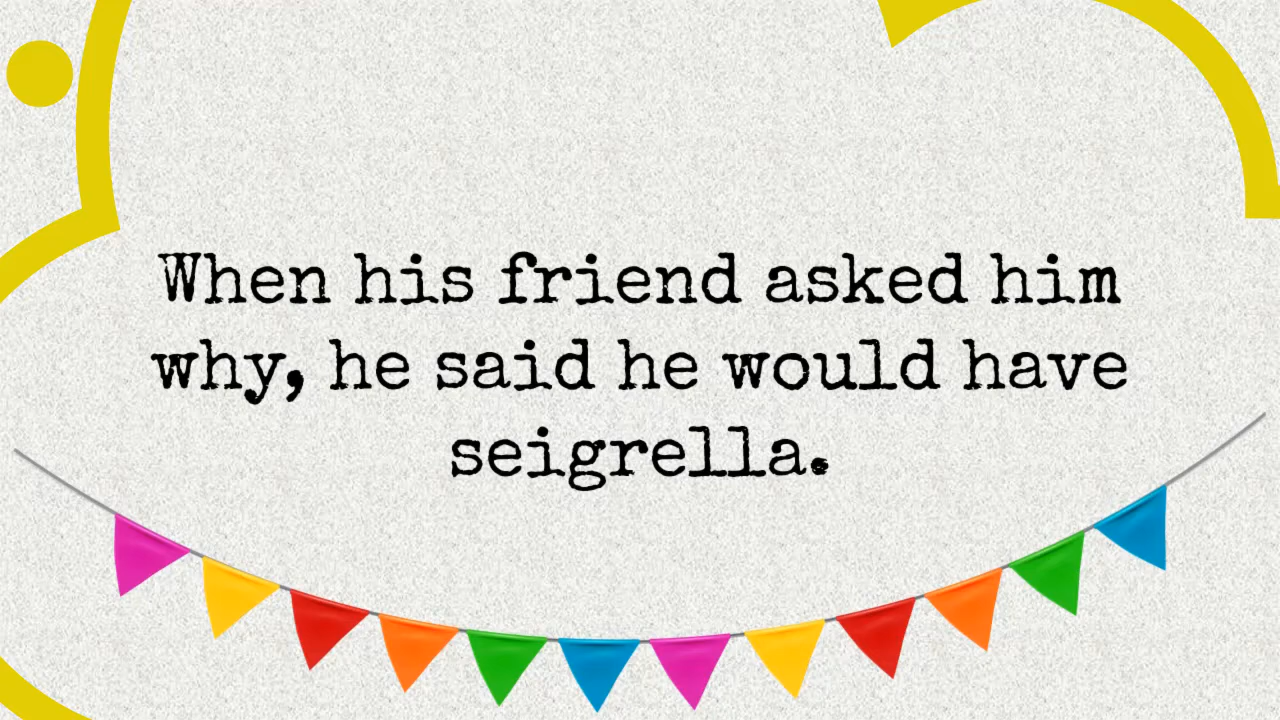 When his friend asked him
why, he said he would have
seigrella.